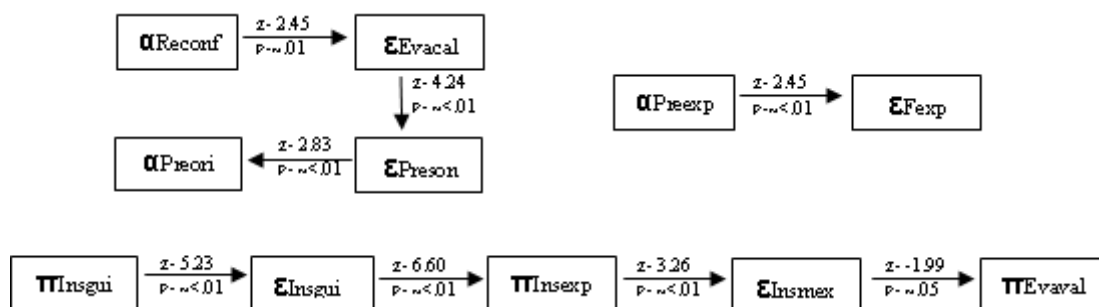 z- 2.45
αReconf
εEvacal
p-~.01
z- 4.24
p- ~<.01
z- 2.45
αPreexp
εFexp
p-~<.01
z- 2.83
αPreori
εPreson
p- ~<.01
z- 5.23
z- 6.60
z- 3.26
z- -1.99
πInsgui
εInsgui
πInsexp
εInsmex
πEvaval
p- ~<.01
p- ~<.01
p- ~<.01
p- ~.05